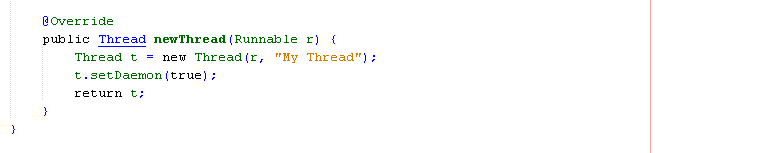 @Override
public Thread newThread(Runnable r) {
Thread t = new Thread(r, "My Thread");
t.setDaemon(true);
return t;
}
}